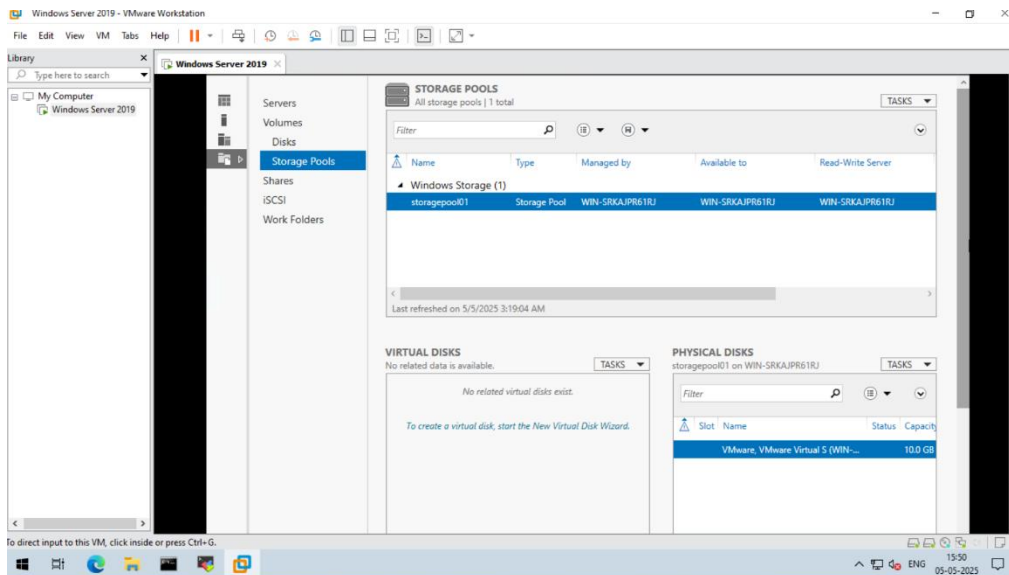 Windows Server 2019 - VMware Workstation
File Edit View VM Tabs Help
Library
Type here to search
My Computer
Windows Server 2019
Windows Server 2019
Servers
Volumes
Disks
Storage Pools
Shares
iSCSI
Work Folders
STORAGE POOLS
All storage pools | 1 total
TASKS
Filter
Name Type Managed by Available to Read-Write Server
Windows Storage (1)
storagepool01 Storage Pool WIN-SRKAJPR61RJ WIN-SRKAJPR61RJ WIN-SRKAJPR61RJ
Last refreshed on 5/5/2025 3:19:04 AM
VIRTUAL DISKS
No related data is available.
TASKS
No related virtual disks exist.
To create a virtual disk, start the New Virtual Disk Wizard.
PHYSICAL DISKS
storagepool01 on WIN-SRKAJPR61RJ
TASKS
Filter
Slot Name Status Capacity
VMware, VMware Virtual S (WIN-... 10.0 GB
To direct input to this VM, click inside or press Ctrl+G.
ENG
15:50
05-05-2025